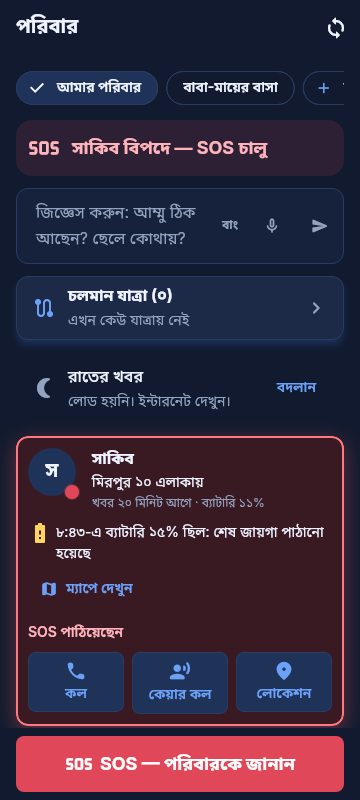 পরিবার
আমার পরিবার
বাবা-মায়ের বাসা
SOS সাকিব বিপদে — SOS চালু
জিজ্ঞেস করুন: আম্মু ঠিক
আছেন? ছেলে কোথায়?
বাং
চলমান যাত্রা (০)
এখন কেউ যাত্রায় নেই
রাতের খবর
লোড হয়নি। ইন্টারনেট দেখুন।
বদলান
স
সাকিব
মিরপুর ১০ এলাকায়
খবর ২০ মিনিট আগে · ব্যাটারি ১১%
৮:৪৩-এ ব্যাটারি ১৫% ছিল: শেষ জায়গা পাঠানো
হয়েছে
ম্যাপে দেখুন
SOS পাঠিয়েছেন
কল
কেয়ার কল
লোকেশন
SOS SOS — পরিবারকে জানান